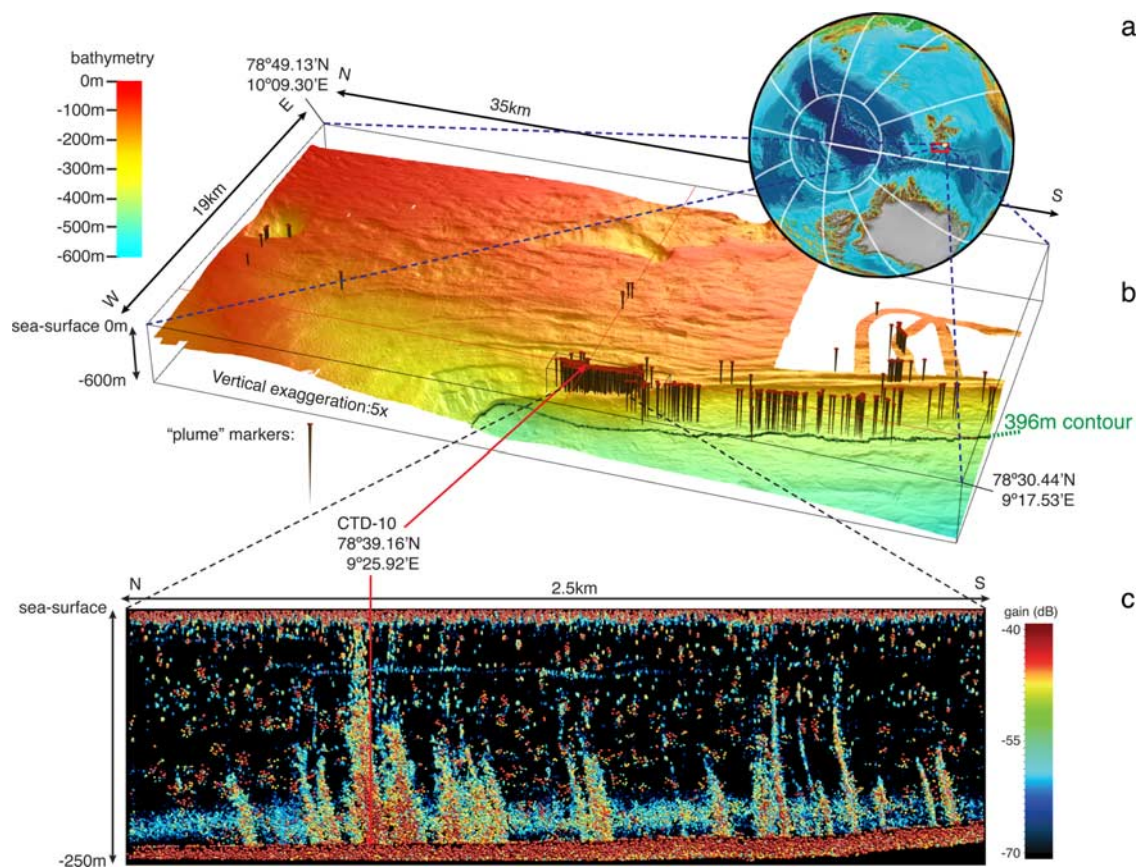 a
bathymetry
0m
-100m
-200m
-300m
-400m
-500m
-600m
78º49.13'N
10º09.30'E
N
35km
S
E
19km
W
b
sea-surface 0m
-600m
Vertical exaggeration:5x
"plume" markers:
396m contour
78º30.44'N
9º17.53'E
CTD-10
78º39.16'N
9º25.92'E
N
2.5km
S
c
sea-surface
-250m
gain (dB)
-40
-55
-70